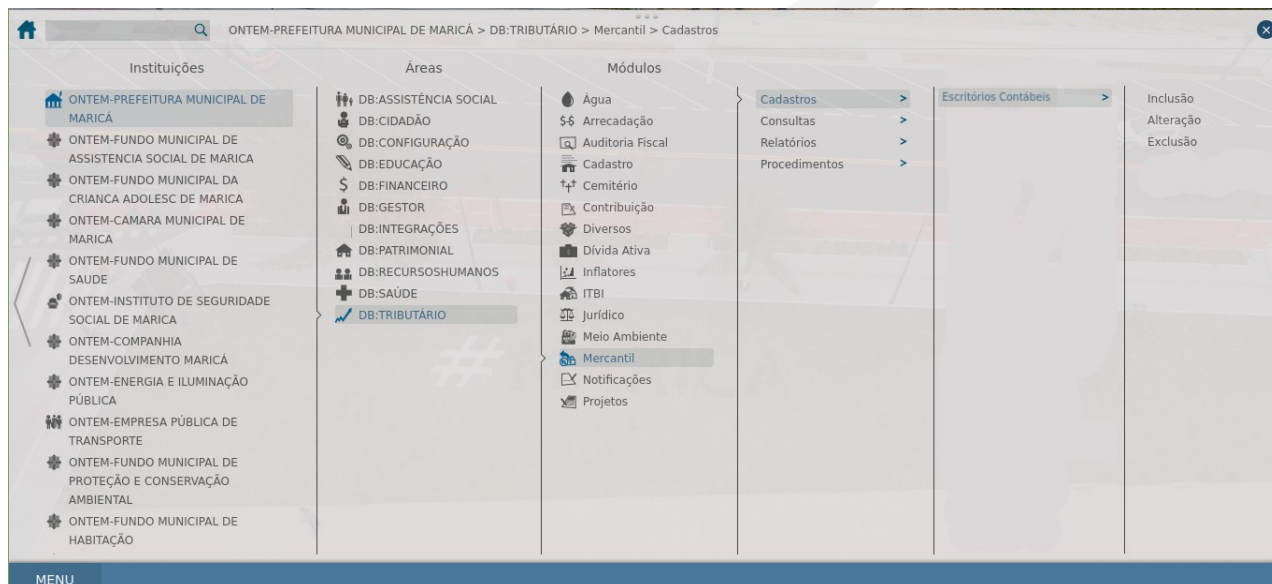 ONTEM-PREFEITURA MUNICIPAL DE MARICÁ > DB:TRIBUTÁRIO > Mercantil > Cadastros
Instituições
ONTEM-PREFEITURA MUNICIPAL DE
MARICÁ
ONTEM-FUNDO MUNICIPAL DE
ASSISTENCIA SOCIAL DE MARICA
ONTEM-FUNDO MUNICIPAL DA
CRIANCA ADOLESC DE MARICA
ONTEM-CAMARA MUNICIPAL DE
MARICA
ONTEM-FUNDO MUNICIPAL DE
SAUDE
ONTEM-INSTITUTO DE SEGURIDADE
SOCIAL DE MARICA
ONTEM-COMPANHIA
DESENVOLVIMENTO MARICÁ
ONTEM-ENERGIA E ILUMINAÇÃO
PÚBLICA
ONTEM-EMPRESA PÚBLICA DE
TRANSPORTE
ONTEM-FUNDO MUNICIPAL DE
PROTEÇÃO E CONSERVAÇÃO
AMBIENTAL
ONTEM-FUNDO MUNICIPAL DE
HABITAÇÃO
Áreas
DB:ASSISTÊNCIA SOCIAL
DB:CIDADÃO
DB:CONFIGURAÇÃO
DB:EDUCAÇÃO
DB:FINANCEIRO
DB:GESTOR
DB:INTEGRAÇÕES
DB:PATRIMONIAL
DB:RECURSOSHUMANOS
DB:SAÚDE
DB:TRIBUTÁRIO
Módulos
Água
Arrecadação
Auditoria Fiscal
Cadastro
Cemitério
Contribuição
Diversos
Dívida Ativa
Inflatores
ITBI
Jurídico
Meio Ambiente
Mercantil
Notificações
Projetos
Cadastros >
Consultas >
Relatórios >
Procedimentos >
Escritórios Contábeis >
Inclusão
Alteração
Exclusão
MENU